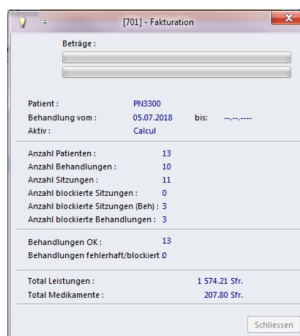 [701] - Fakturation
Beträge :
Patient : PN3300
Behandlung vom : 05.07.2018 bis: --.--.----
Aktiv : Calcul
Anzahl Patienten : 13
Anzahl Behandlungen : 10
Anzahl Sitzungen : 11
Anzahl blockierte Sitzungen : 0
Anzahl blockierte Sitzungen (Beh) : 3
Anzahl blockierte Behandlungen : 3
Behandlungen OK : 13
Behandlungen fehlerhaft/blockiert 0
Total Leistungen : 1 574.21 Sfr.
Total Medikamente : 207.80 Sfr.
Schliessen